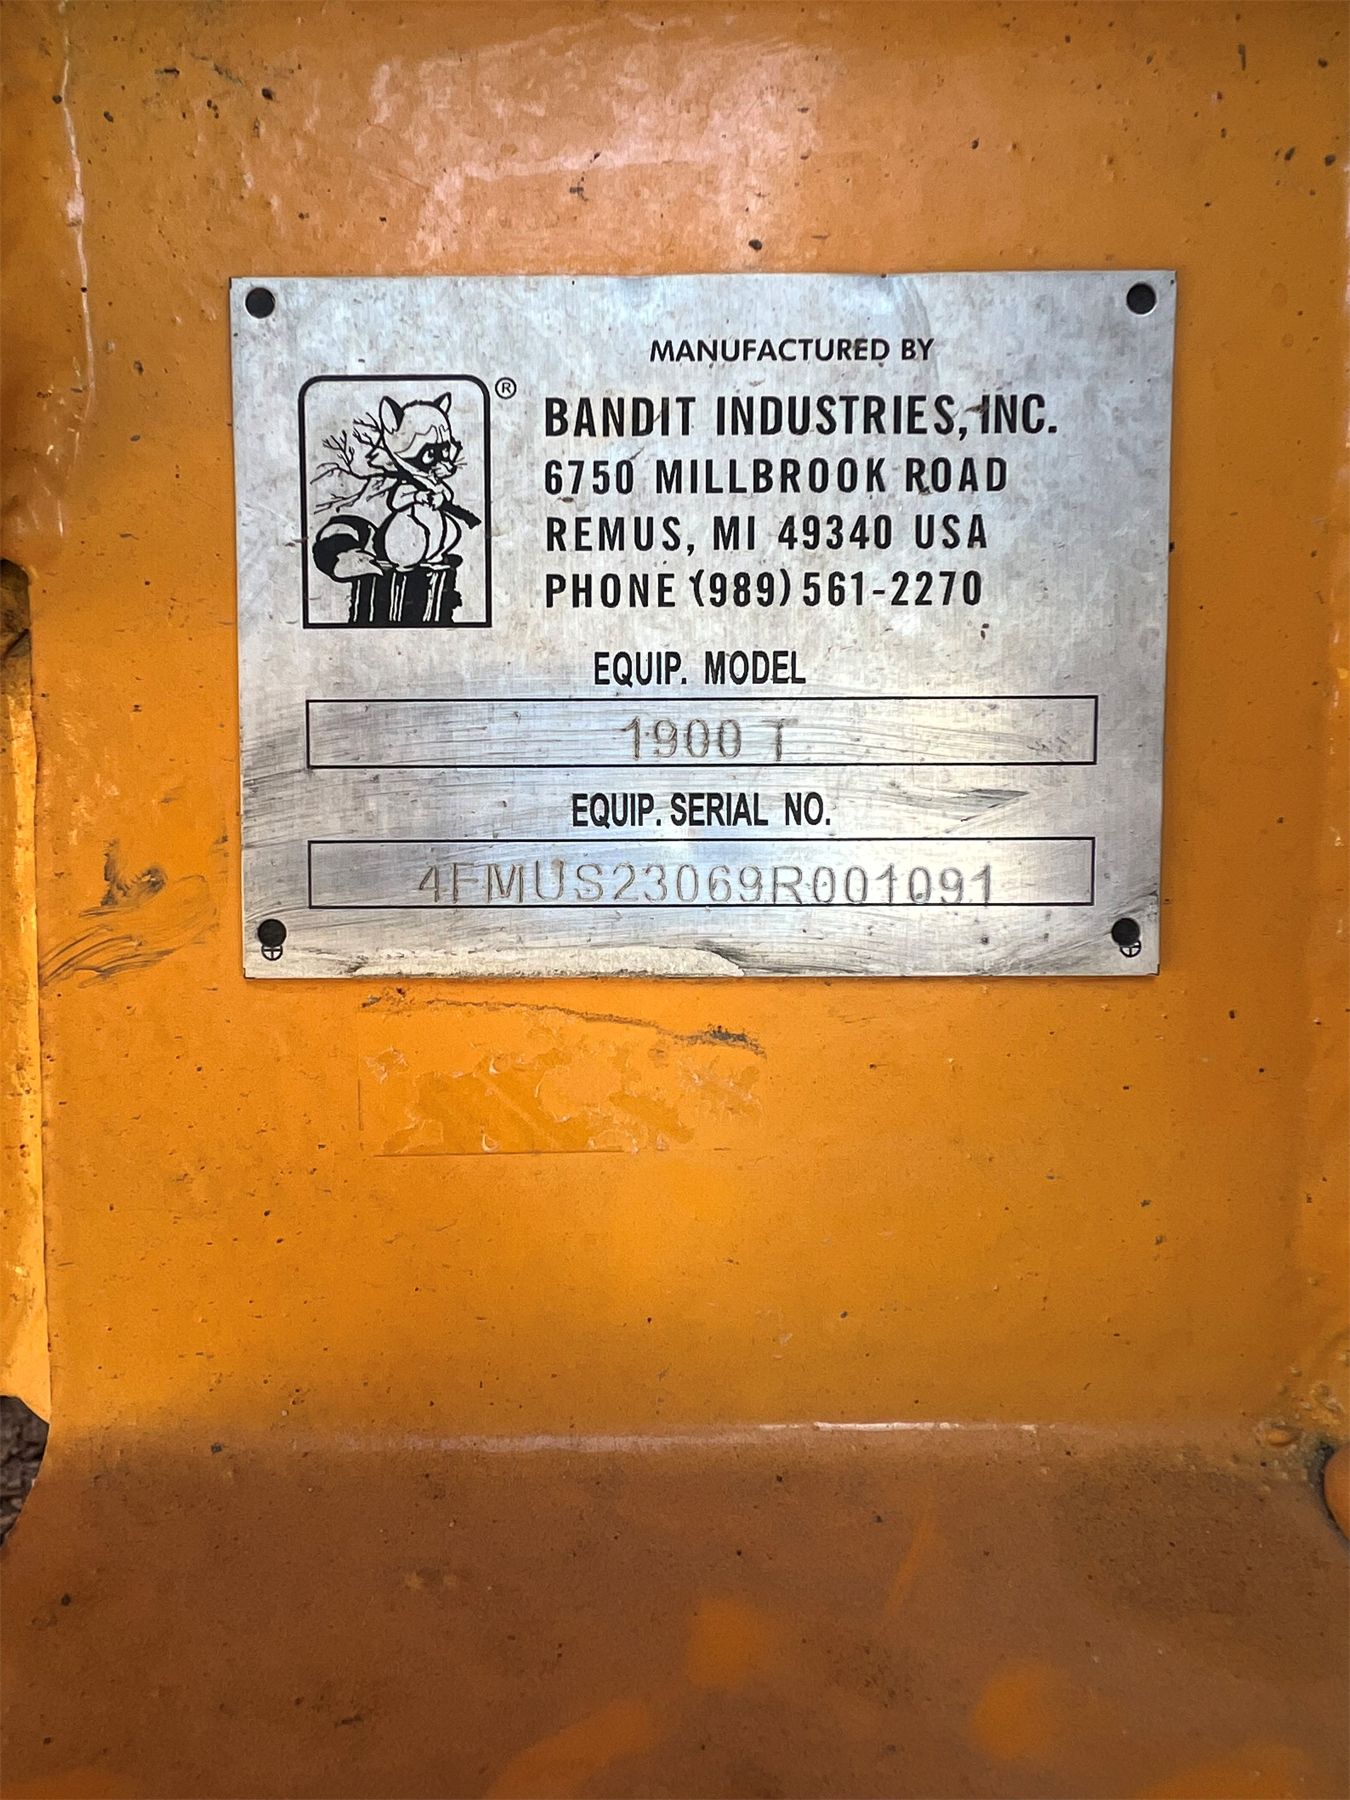 MANUFACTURED BY
®
BANDIT INDUSTRIES, INC.
6750 MILLBROOK ROAD
REMUS, MI 49340 USA
PHONE (989) 561-2270
EQUIP. MODEL
1900 T
EQUIP. SERIAL NO.
4FMUS23069R001091